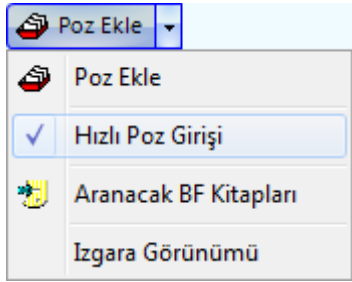 Poz Ekle
Poz Ekle
Hızlı Poz Girişi
Aranacak BF Kitapları
Izgara Görünümü